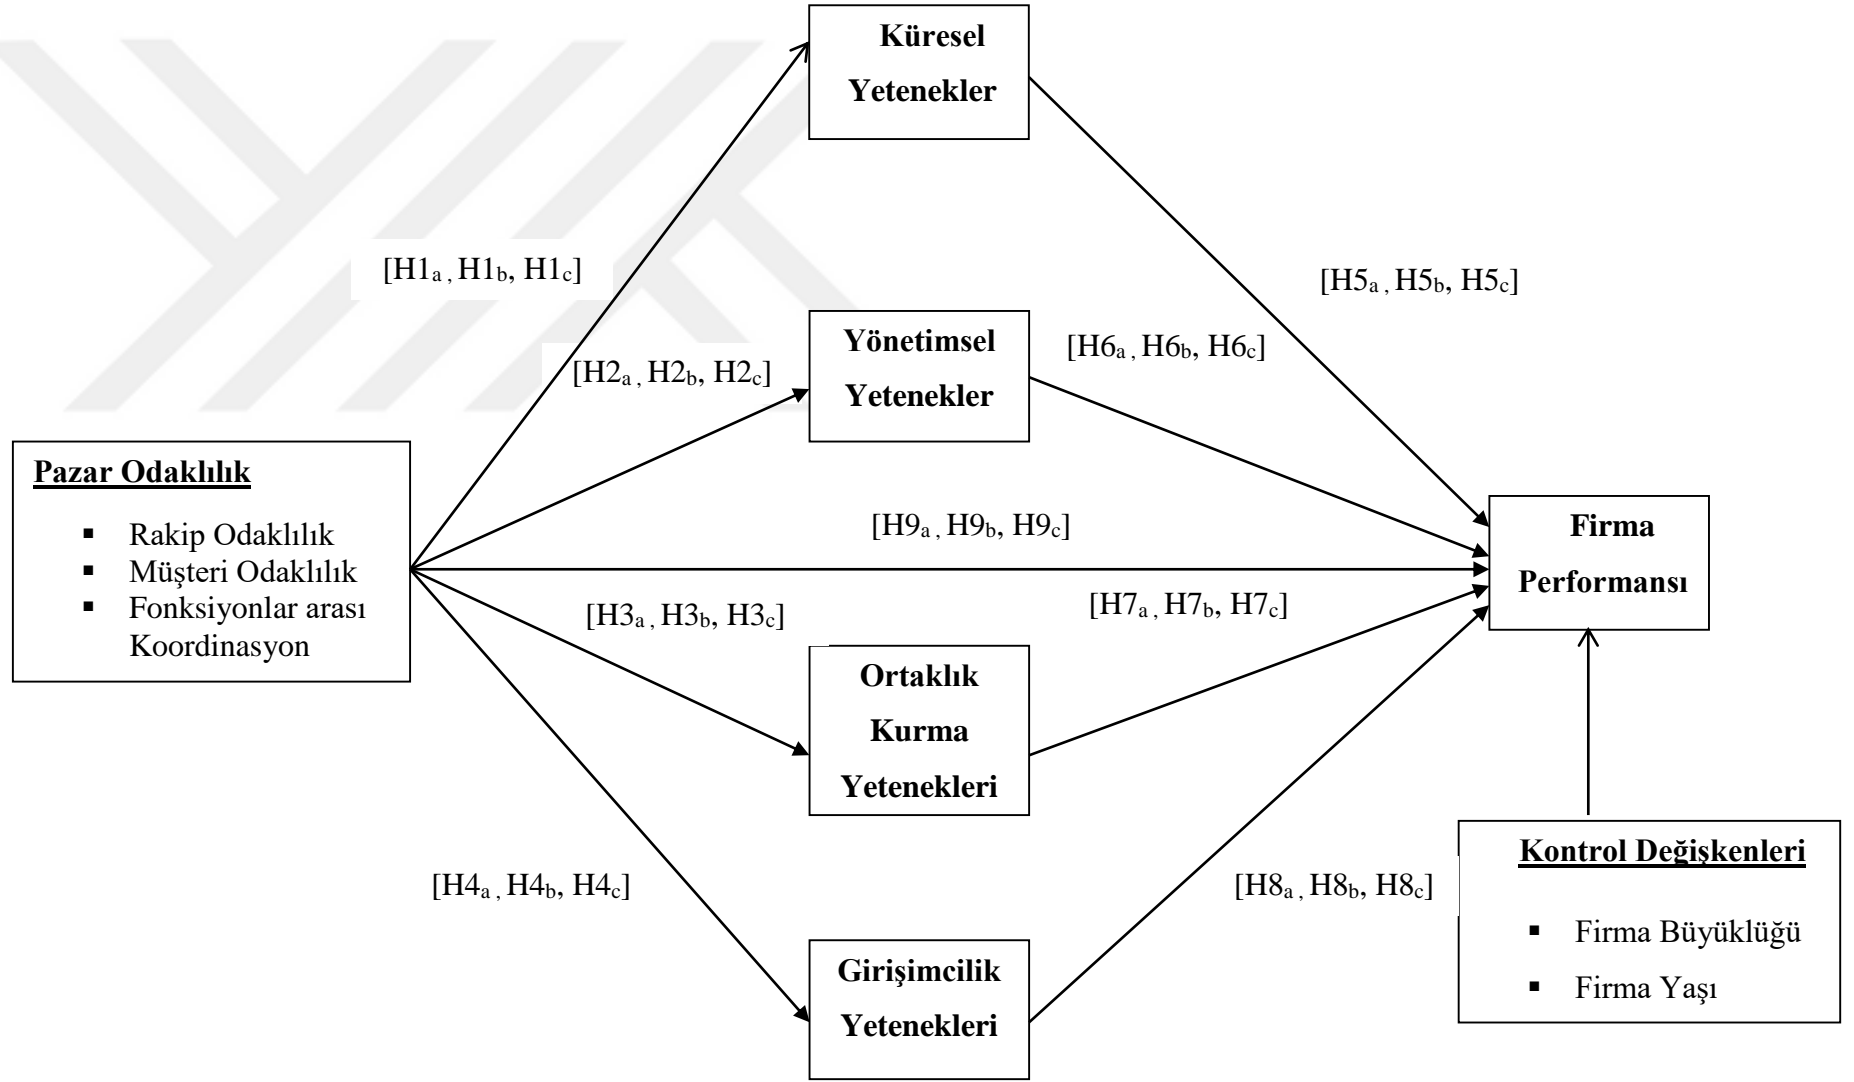 Küresel
Yetenekler
[H1a , H1b, H1c]
[H5a , H5b, H5c]
Yönetimsel
Yetenekler
[H6a , H6b, H6c]
[H2a , H2b, H2c]
Pazar Odaklılık
▪ Rakip Odaklılık
▪ Müşteri Odaklılık
▪ Fonksiyonlar arası
Koordinasyon
[H9a , H9b, H9c]
Firma
Performansı
[H3a , H3b, H3c]
[H7a , H7b, H7c]
Ortaklık
Kurma
Yetenekleri
[H4a , H4b, H4c]
[H8a , H8b, H8c]
Kontrol Değişkenleri
▪ Firma Büyüklüğü
▪ Firma Yaşı
Girişimcilik
Yetenekleri